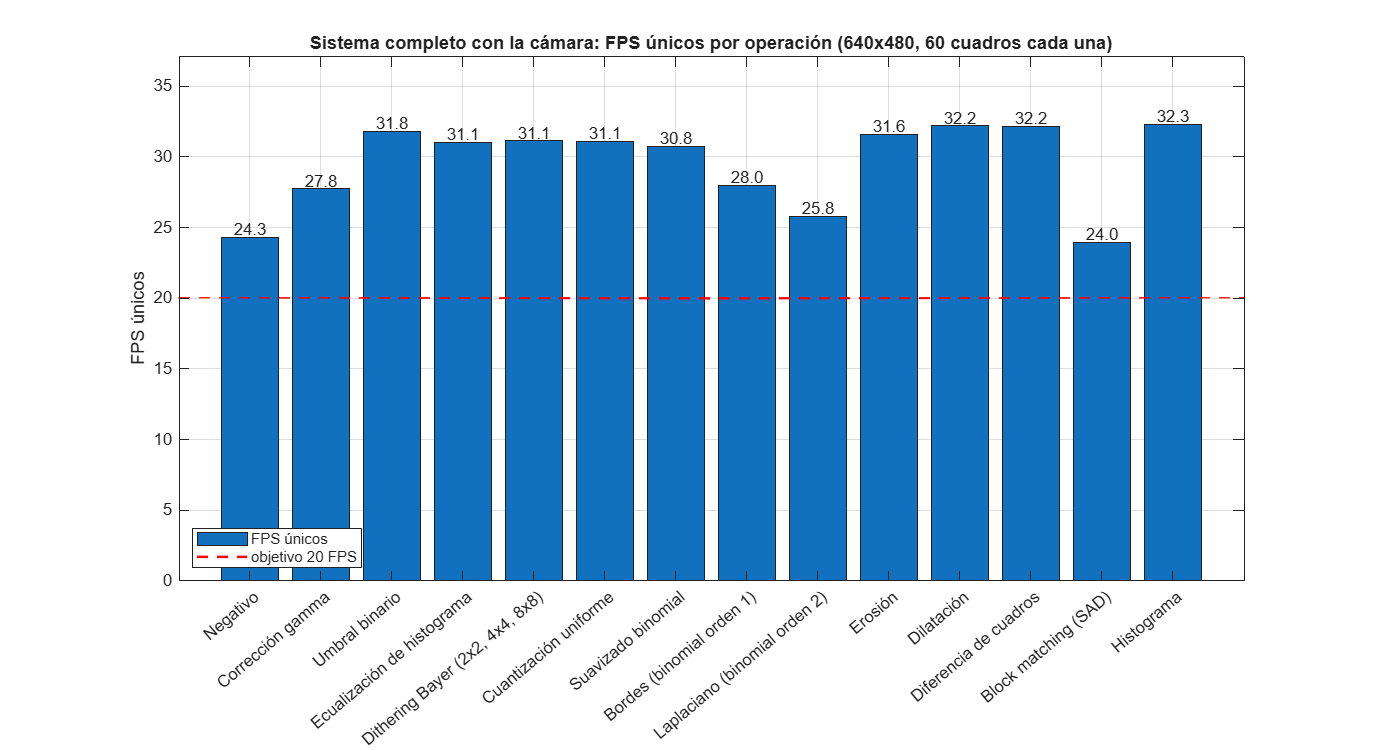 Sistema completo con la cámara: FPS únicos por operación (640x480, 60 cuadros cada una)
FPS únicos
35
30
25
20
15
10
5
0
24.3
27.8
31.8
31.1
31.1
31.1
30.8
28.0
25.8
31.6
32.2
32.2
24.0
32.3
FPS únicos
objetivo 20 FPS
Negativo
Corrección gamma
Umbral binario
Ecualización de histograma
Dithering Bayer (2x2, 4x4, 8x8)
Cuantización uniforme
Suavizado binomial
Bordes (binomial orden 1)
Laplaciano (binomial orden 2)
Erosión
Dilatación
Diferencia de cuadros
Block matching (SAD)
Histograma